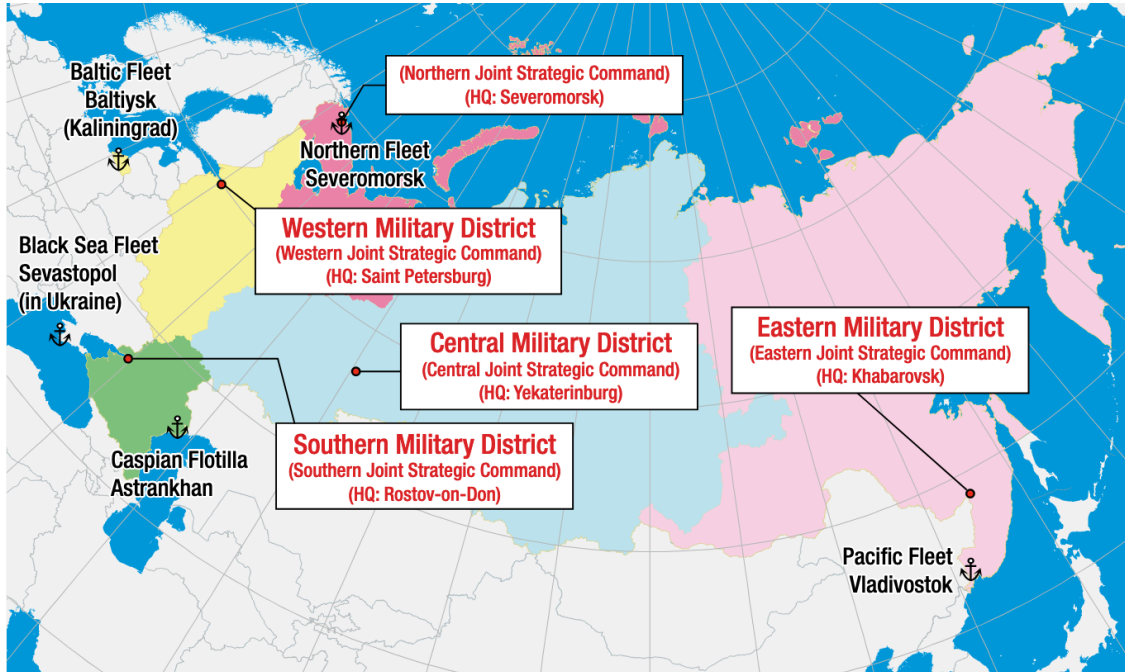 Baltic Fleet
Baltiysk
(Kaliningrad)
(Northern Joint Strategic Command)
(HQ: Severomorsk)
Northern Fleet
Severomorsk
Western Military District
(Western Joint Strategic Command)
(HQ: Saint Petersburg)
Black Sea Fleet
Sevastopol
(in Ukraine)
Central Military District
(Central Joint Strategic Command)
(HQ: Yekaterinburg)
Eastern Military District
(Eastern Joint Strategic Command)
(HQ: Khabarovsk)
Southern Military District
(Southern Joint Strategic Command)
(HQ: Rostov-on-Don)
Caspian Flotilla
Astrankhan
Pacific Fleet
Vladivostok